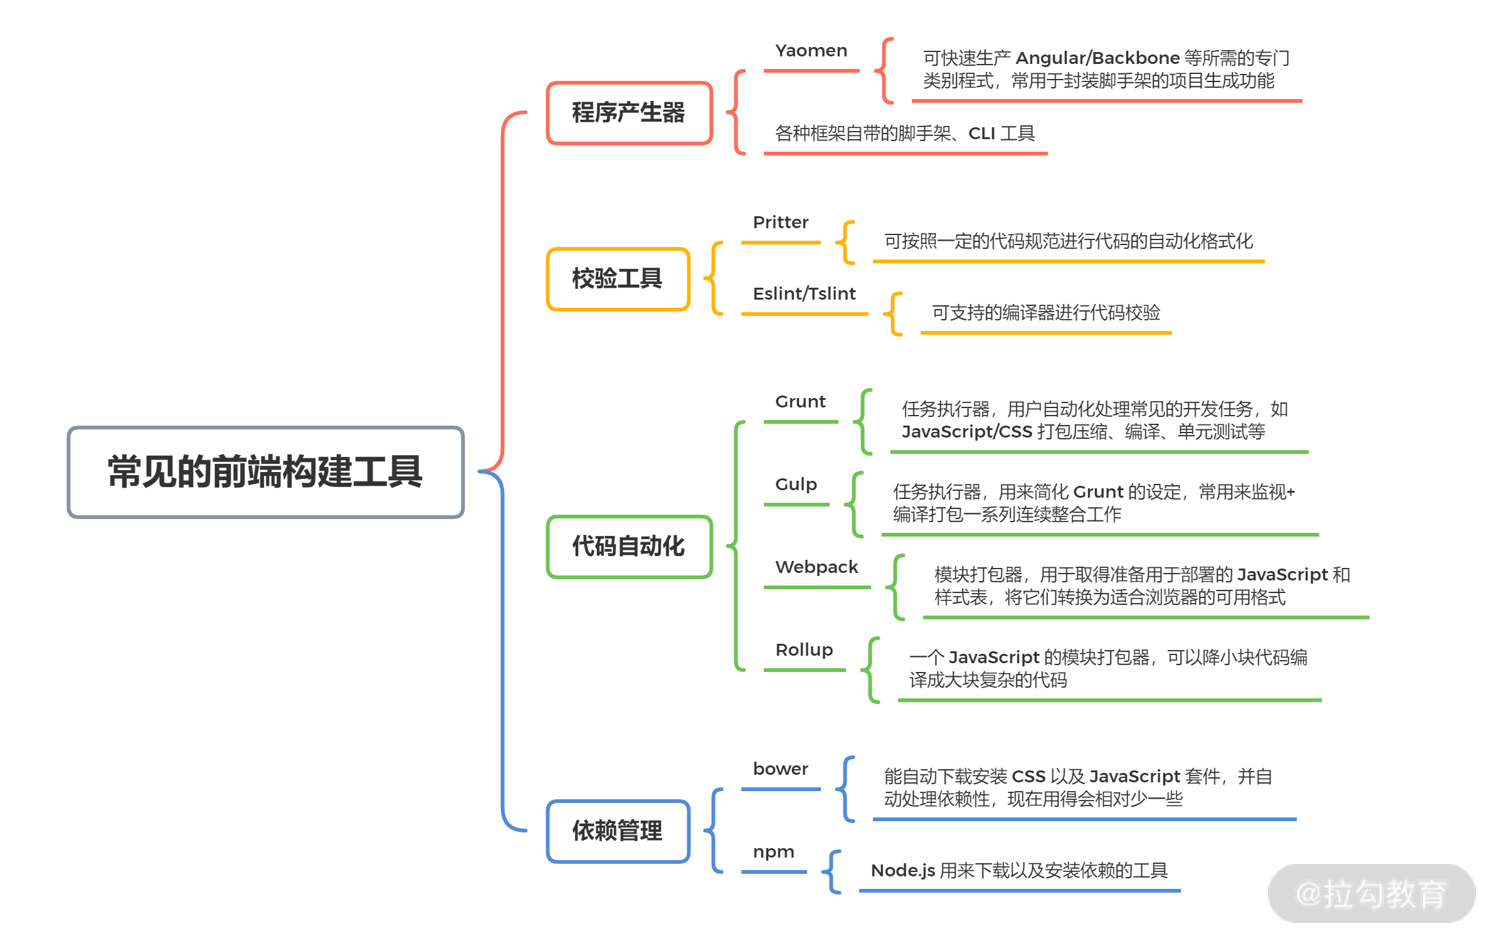 常见的前端构建工具
程序产生器
Yaomen
可快速生产 Angular/Backbone 等所需的专门
类别程式，常用于封装脚手架的项目生成功能
各种框架自带的脚手架、CLI 工具
校验工具
Pritter
可按照一定的代码规范进行代码的自动化格式化
Eslint/Tslint
可支持的编译器进行代码校验
代码自动化
Grunt
任务执行器，用户自动化处理常见的开发任务，如
JavaScript/CSS 打包压缩、编译、单元测试等
Gulp
任务执行器，用来简化 Grunt 的设定，常用来监视+
编译打包一系列连续整合工作
Webpack
模块打包器，用于取得准备用于部署的 JavaScript 和
样式表，将它们转换为适合浏览器的可用格式
Rollup
一个 JavaScript 的模块打包器，可以降小块代码编
译成大块复杂的代码
依赖管理
bower
能自动下载安装 CSS 以及 JavaScript 套件，并自
动处理依赖性，现在用得会相对少一些
npm
Node.js 用来下载以及安装依赖的工具
@拉勾教育